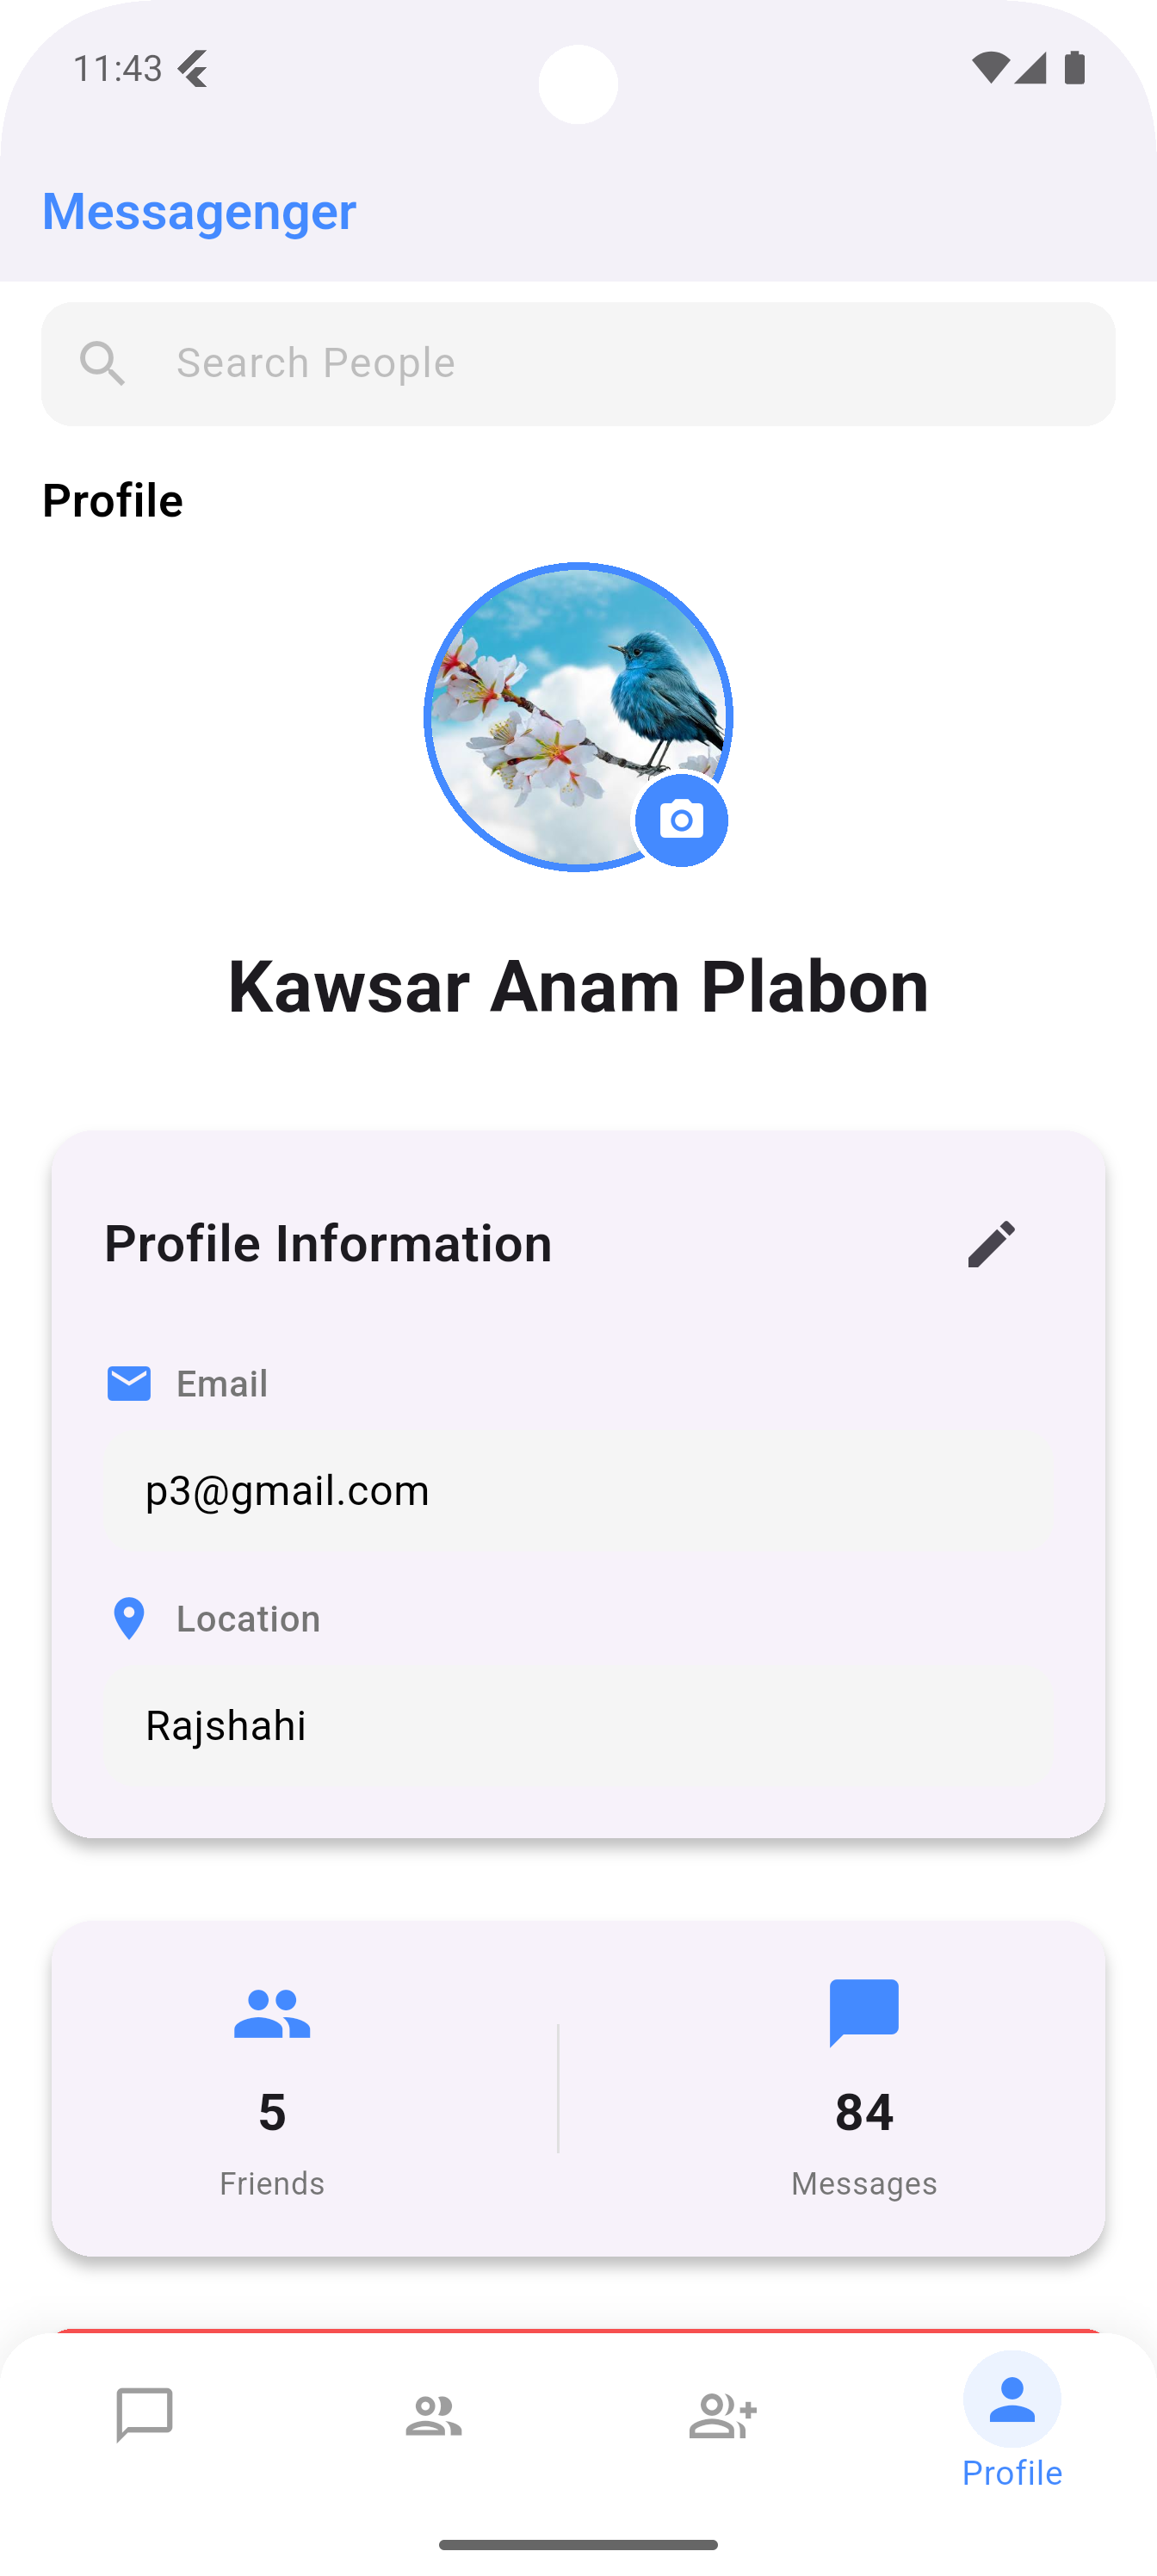 11:43
Messagenger
Search People
Profile
Kawsar Anam Plabon
Profile Information
Email
p3@gmail.com
Location
Rajshahi
5
Friends
84
Messages
Profile